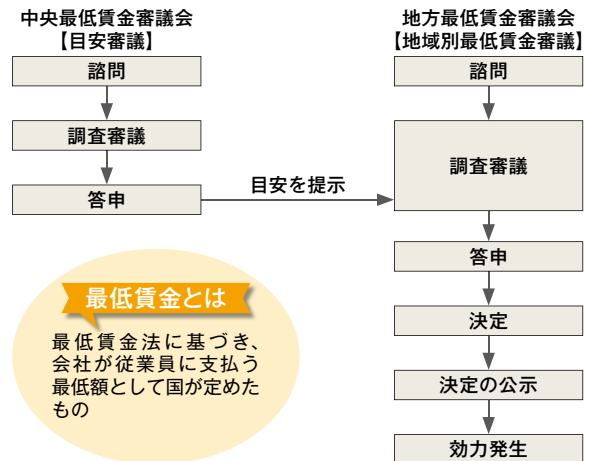 中央最低賃金審議会
【目安審議】
諮問
調査審議
答申
目安を提示
地方最低賃金審議会
【地域別最低賃金審議】
諮問
調査審議
答申
決定
決定の公示
効力発生
最低賃金とは
最低賃金法に基づき、
会社が従業員に支払う
最低額として国が定めた
もの